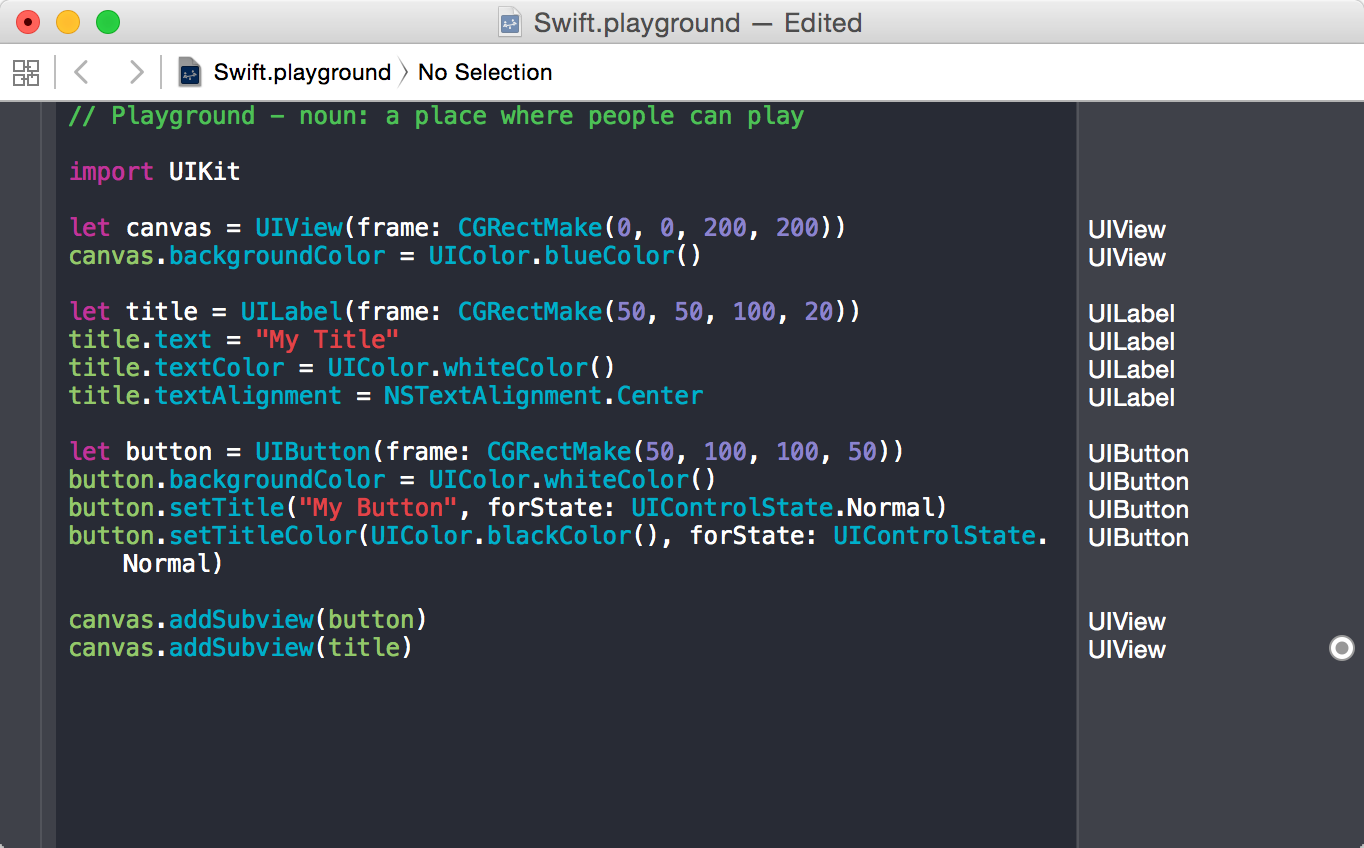 Swift.playground — Edited
Swift.playground 〉 No Selection
// Playground - noun: a place where people can play
import UIKit
let canvas = UIView(frame: CGRectMake(0, 0, 200, 200)) UIView
canvas.backgroundColor = UIColor.blueColor() UIView
let title = UILabel(frame: CGRectMake(50, 50, 100, 20)) UILabel
title.text = "My Title" UILabel
title.textColor = UIColor.whiteColor() UILabel
title.textAlignment = NSTextAlignment.Center UILabel
let button = UIButton(frame: CGRectMake(50, 100, 100, 50)) UIButton
button.backgroundColor = UIColor.whiteColor() UIButton
button.setTitle("My Button", forState: UIControlState.Normal) UIButton
button.setTitleColor(UIColor.blackColor(), forState: UIControlState. UIButton
Normal)
canvas.addSubview(button) UIView
canvas.addSubview(title) UIView